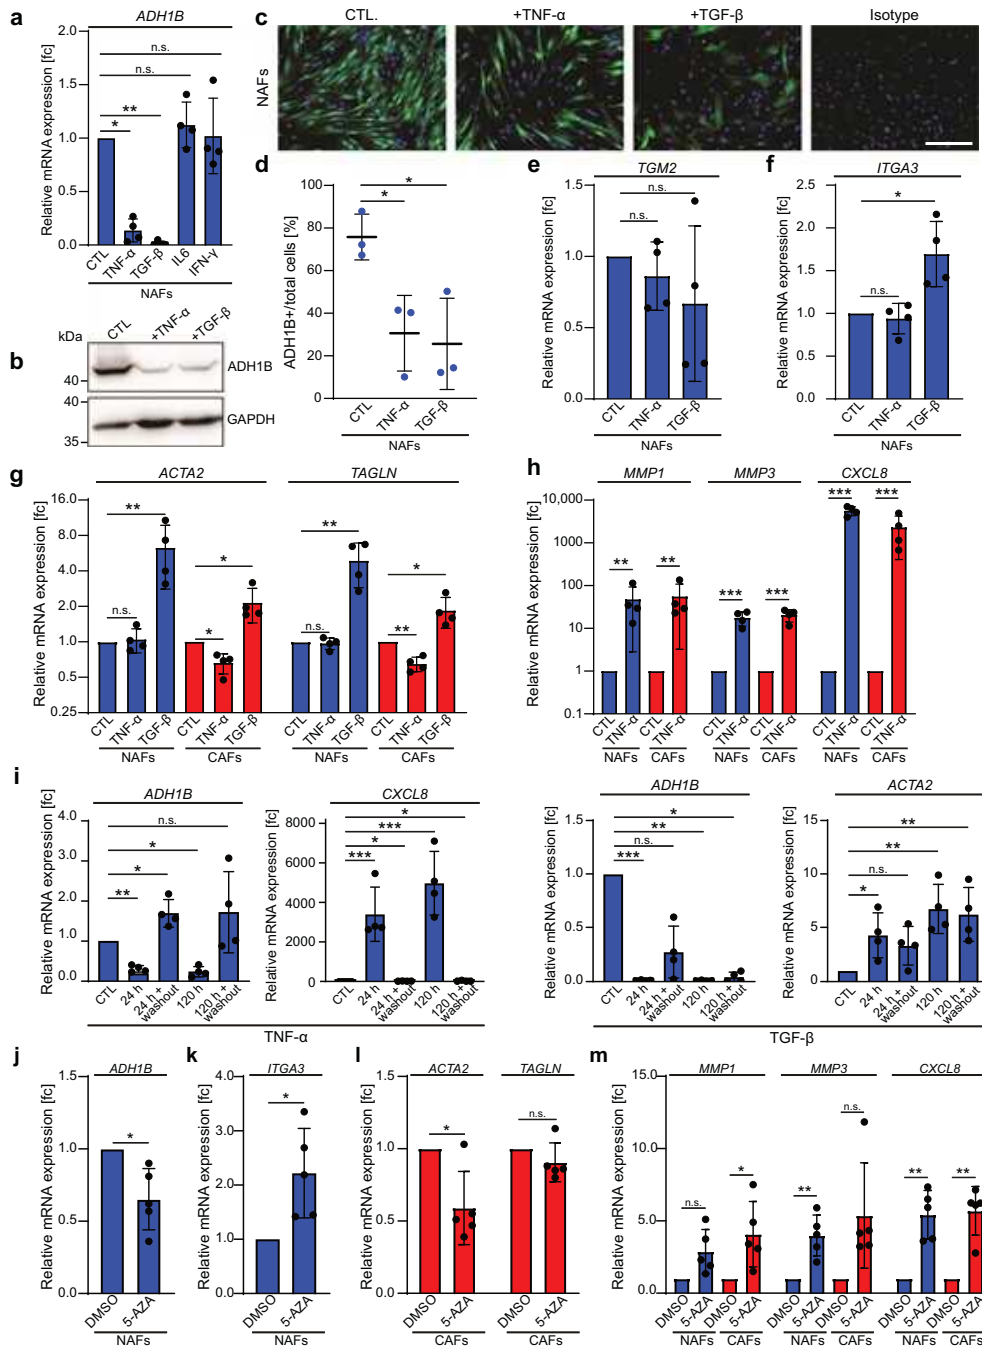 a
ADH1B
Relative mRNA expression [fc]
2.0
1.5
1.0
0.5
0.0
n.s.
n.s.
**
*
CTL
TNF-α
TGF-β
IL6
IFN-γ
NAFs
b
kDa
CTL
+TNF-α
+TGF-β
40
ADH1B
40
35
GAPDH
c
CTL.
+TNF-α
+TGF-β
Isotype
NAFs
d
ADH1B+/total cells [%]
100
80
60
40
20
0
*
*
CTL
TNF-α
TGF-β
NAFs
e
TGM2
Relative mRNA expression [fc]
1.5
1.0
0.5
0.0
n.s.
n.s.
CTL
TNF-α
TGF-β
NAFs
f
ITGA3
Relative mRNA expression [fc]
2.5
2.0
1.5
1.0
0.5
0.0
*
n.s.
CTL
TNF-α
TGF-β
NAFs
g
ACTA2
TAGLN
Relative mRNA expression [fc]
16.0
8.0
4.0
2.0
1.0
0.5
0.25
**
n.s.
*
*
**
n.s.
*
**
CTL
TNF-α
TGF-β
CTL
TNF-α
TGF-β
CTL
TNF-α
TGF-β
CTL
TNF-α
TGF-β
NAFs
CAFs
NAFs
CAFs
h
MMP1
MMP3
CXCL8
Relative mRNA expression [fc]
10,000
1000
100
10
1
0.1
**
**
***
***
***
***
CTL
TNF-α
CTL
TNF-α
CTL
TNF-α
CTL
TNF-α
CTL
TNF-α
CTL
TNF-α
NAFs
CAFs
NAFs
CAFs
NAFs
CAFs
i
ADH1B
Relative mRNA expression [fc]
4.0
3.0
2.0
1.0
0.0
n.s.
*
*
**
CTL
24 h
24 h +
washout
120 h
120 h +
washout
CXCL8
Relative mRNA expression [fc]
8000
6000
4000
2000
0
*
***
*
***
CTL
24 h
24 h +
washout
120 h
120 h +
washout
TNF-α
ADH1B
Relative mRNA expression [fc]
1.5
1.0
0.5
0.0
*
**
n.s.
***
CTL
24 h
24 h +
washout
120 h
120 h +
washout
ACTA2
Relative mRNA expression [fc]
15
10
5
0
**
**
n.s.
*
CTL
24 h
24 h +
washout
120 h
120 h +
washout
TGF-β
j
ADH1B
Relative mRNA expression [fc]
1.5
1.0
0.5
0.0
*
DMSO
5-AZA
NAFs
k
ITGA3
Relative mRNA expression [fc]
4.0
3.0
2.0
1.0
0.0
*
DMSO
5-AZA
NAFs
l
ACTA2
TAGLN
Relative mRNA expression [fc]
1.5
1.0
0.5
0.0
*
n.s.
DMSO
5-AZA
DMSO
5-AZA
CAFs
CAFs
m
MMP1
MMP3
CXCL8
Relative mRNA expression [fc]
15.0
10.0
5.0
0.0
n.s.
*
**
n.s.
**
**
DMSO
5-AZA
DMSO
5-AZA
DMSO
5-AZA
DMSO
5-AZA
DMSO
5-AZA
DMSO
5-AZA
NAFs
CAFs
NAFs
CAFs
NAFs
CAFs